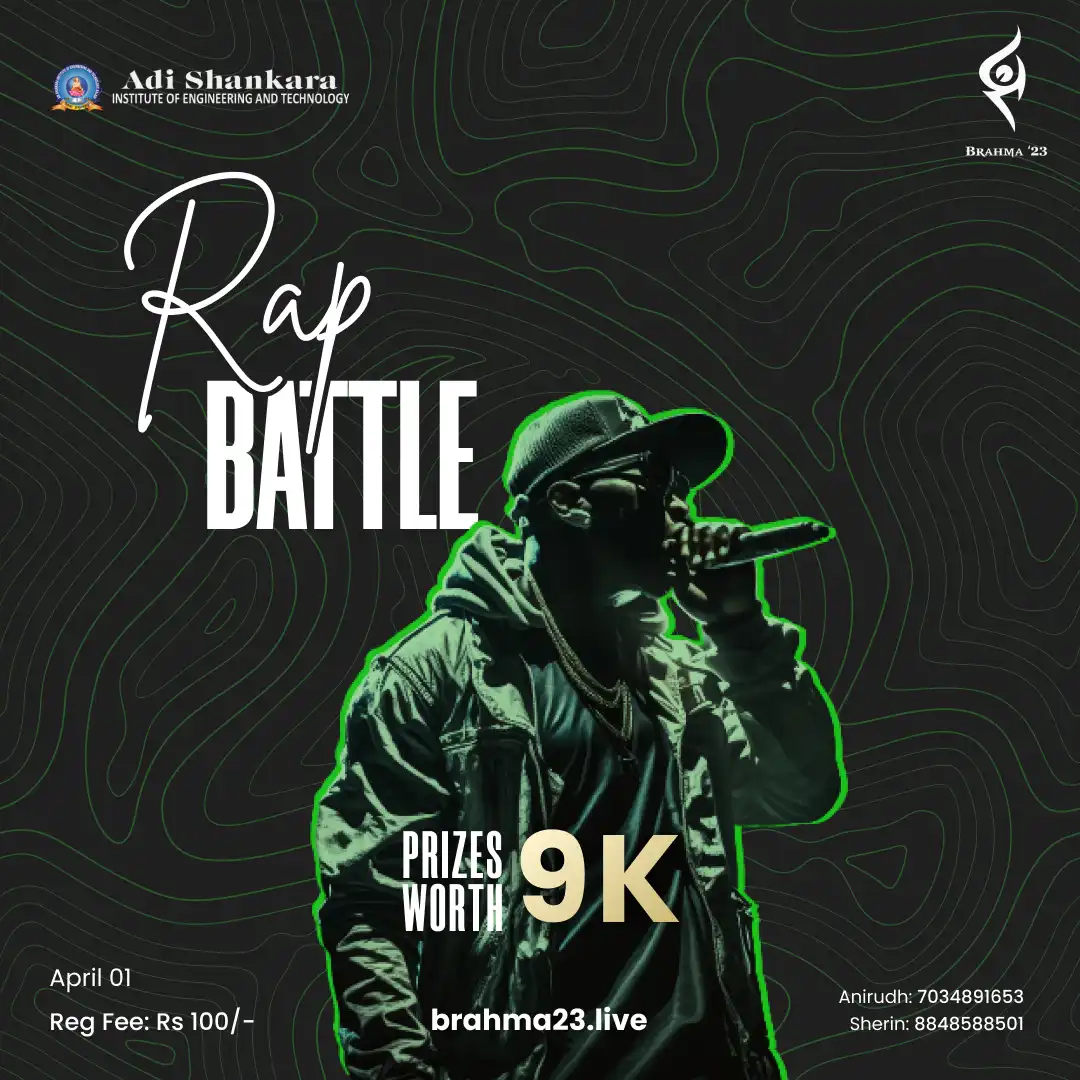 Adi Shankara
INSTITUTE OF ENGINEERING AND TECHNOLOGY
BRAHMA '23
Rap
BATTLE
PRIZES
WORTH
9K
April 01
Reg Fee: Rs 100/-
brahma23.live
Anirudh: 7034891653
Sherin: 8848588501